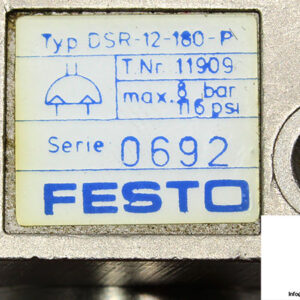 Typ DSR-12-180-P
T.Nr. 11909
max. 8 bar
116 psi
Serie 0692
FESTO